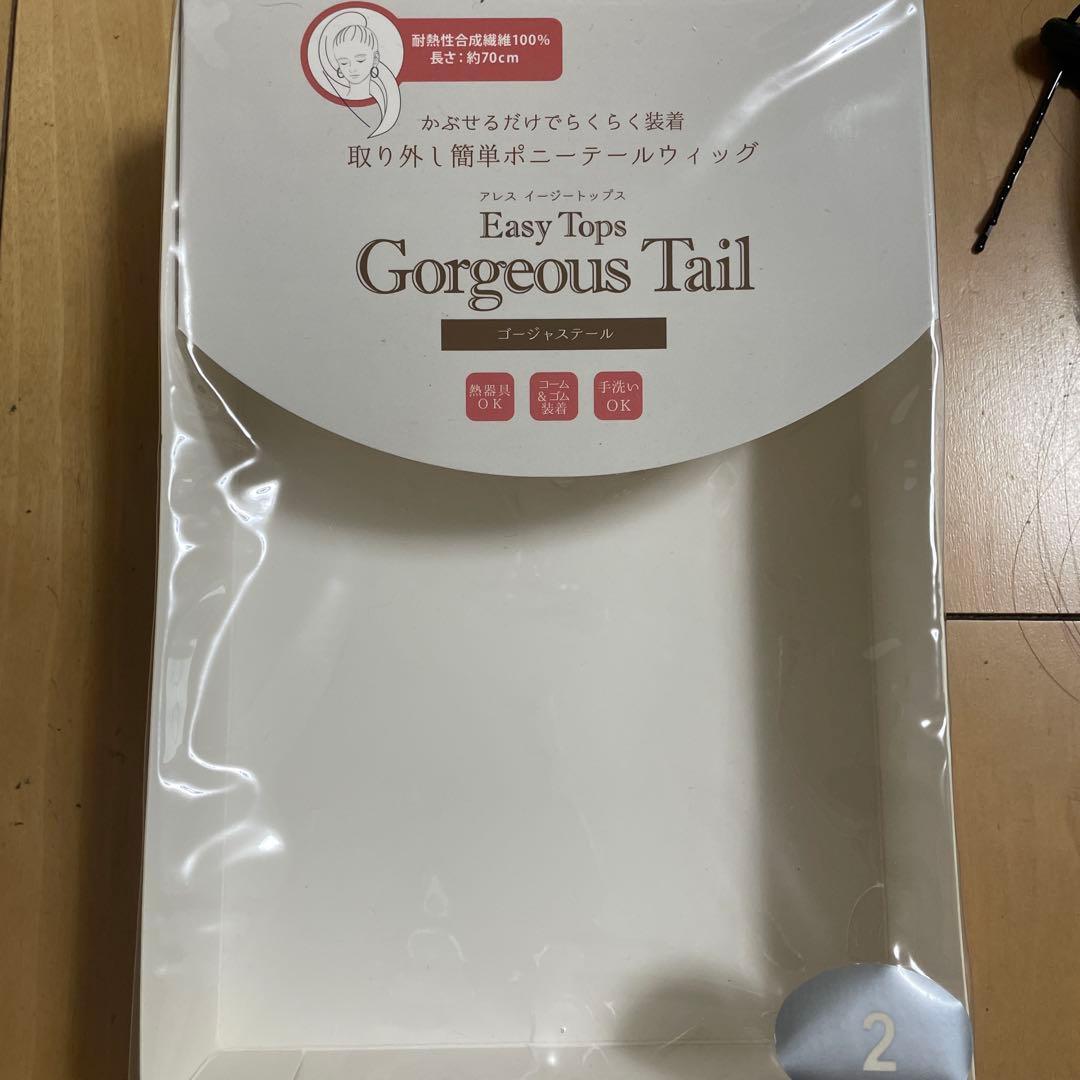 耐熱性合成繊維100%
長さ：約70cm
かぶせるだけでらくらく装着
取り外し簡単ポニーテールウィッグ
アレス イージートップス
Easy Tops
Gorgeous Tail
ゴージャステール
熱器具
OK
コーム
&ゴム
装着
手洗い
OK
2